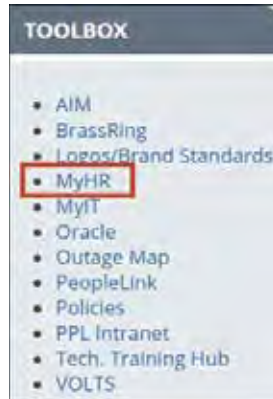 TOOLBOX
AIM
BrassRing
Logos/Brand Standards
MyHR
MyIT
Oracle
Outage Map
PeopleLink
Policies
PPL Intranet
Tech. Training Hub
VOLTS